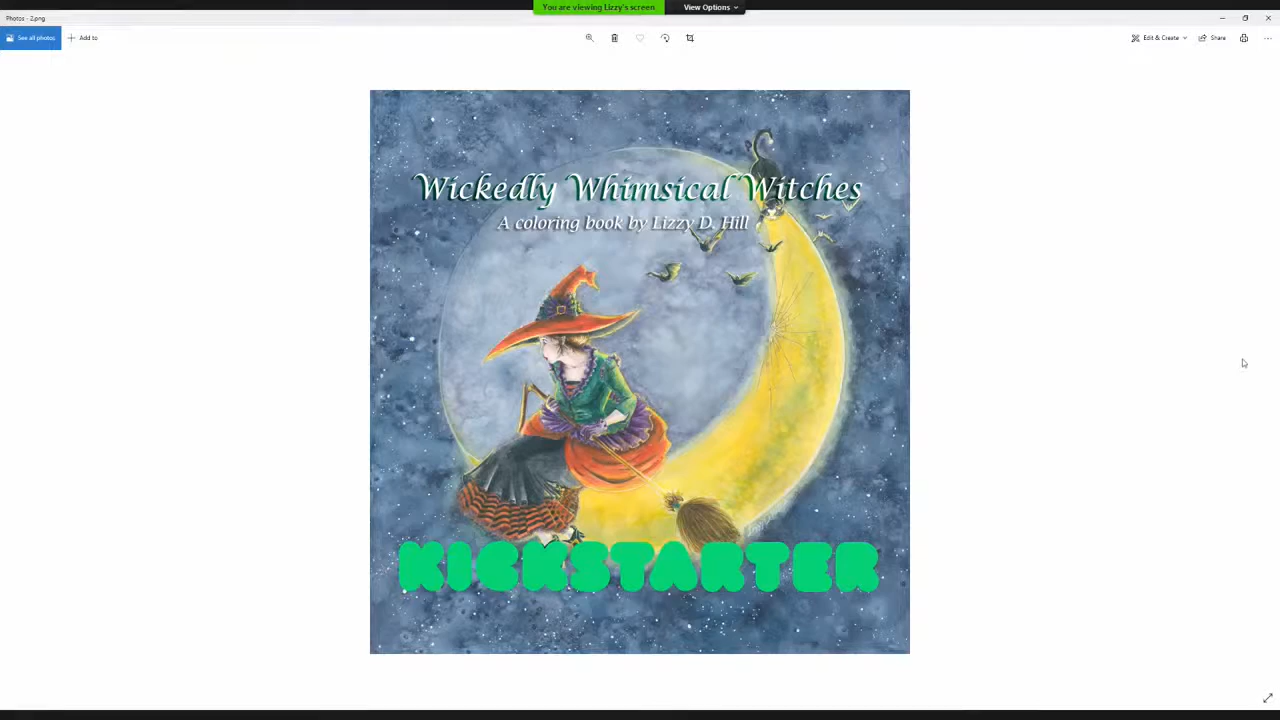 You are viewing Lizzy's screen
View Options
Photos - 2.png
See all photos
Add to
Edit & Create
Share
Wickedly Whimsical Witches
A coloring book by Lizzy D. Hill
KICKSTARTER